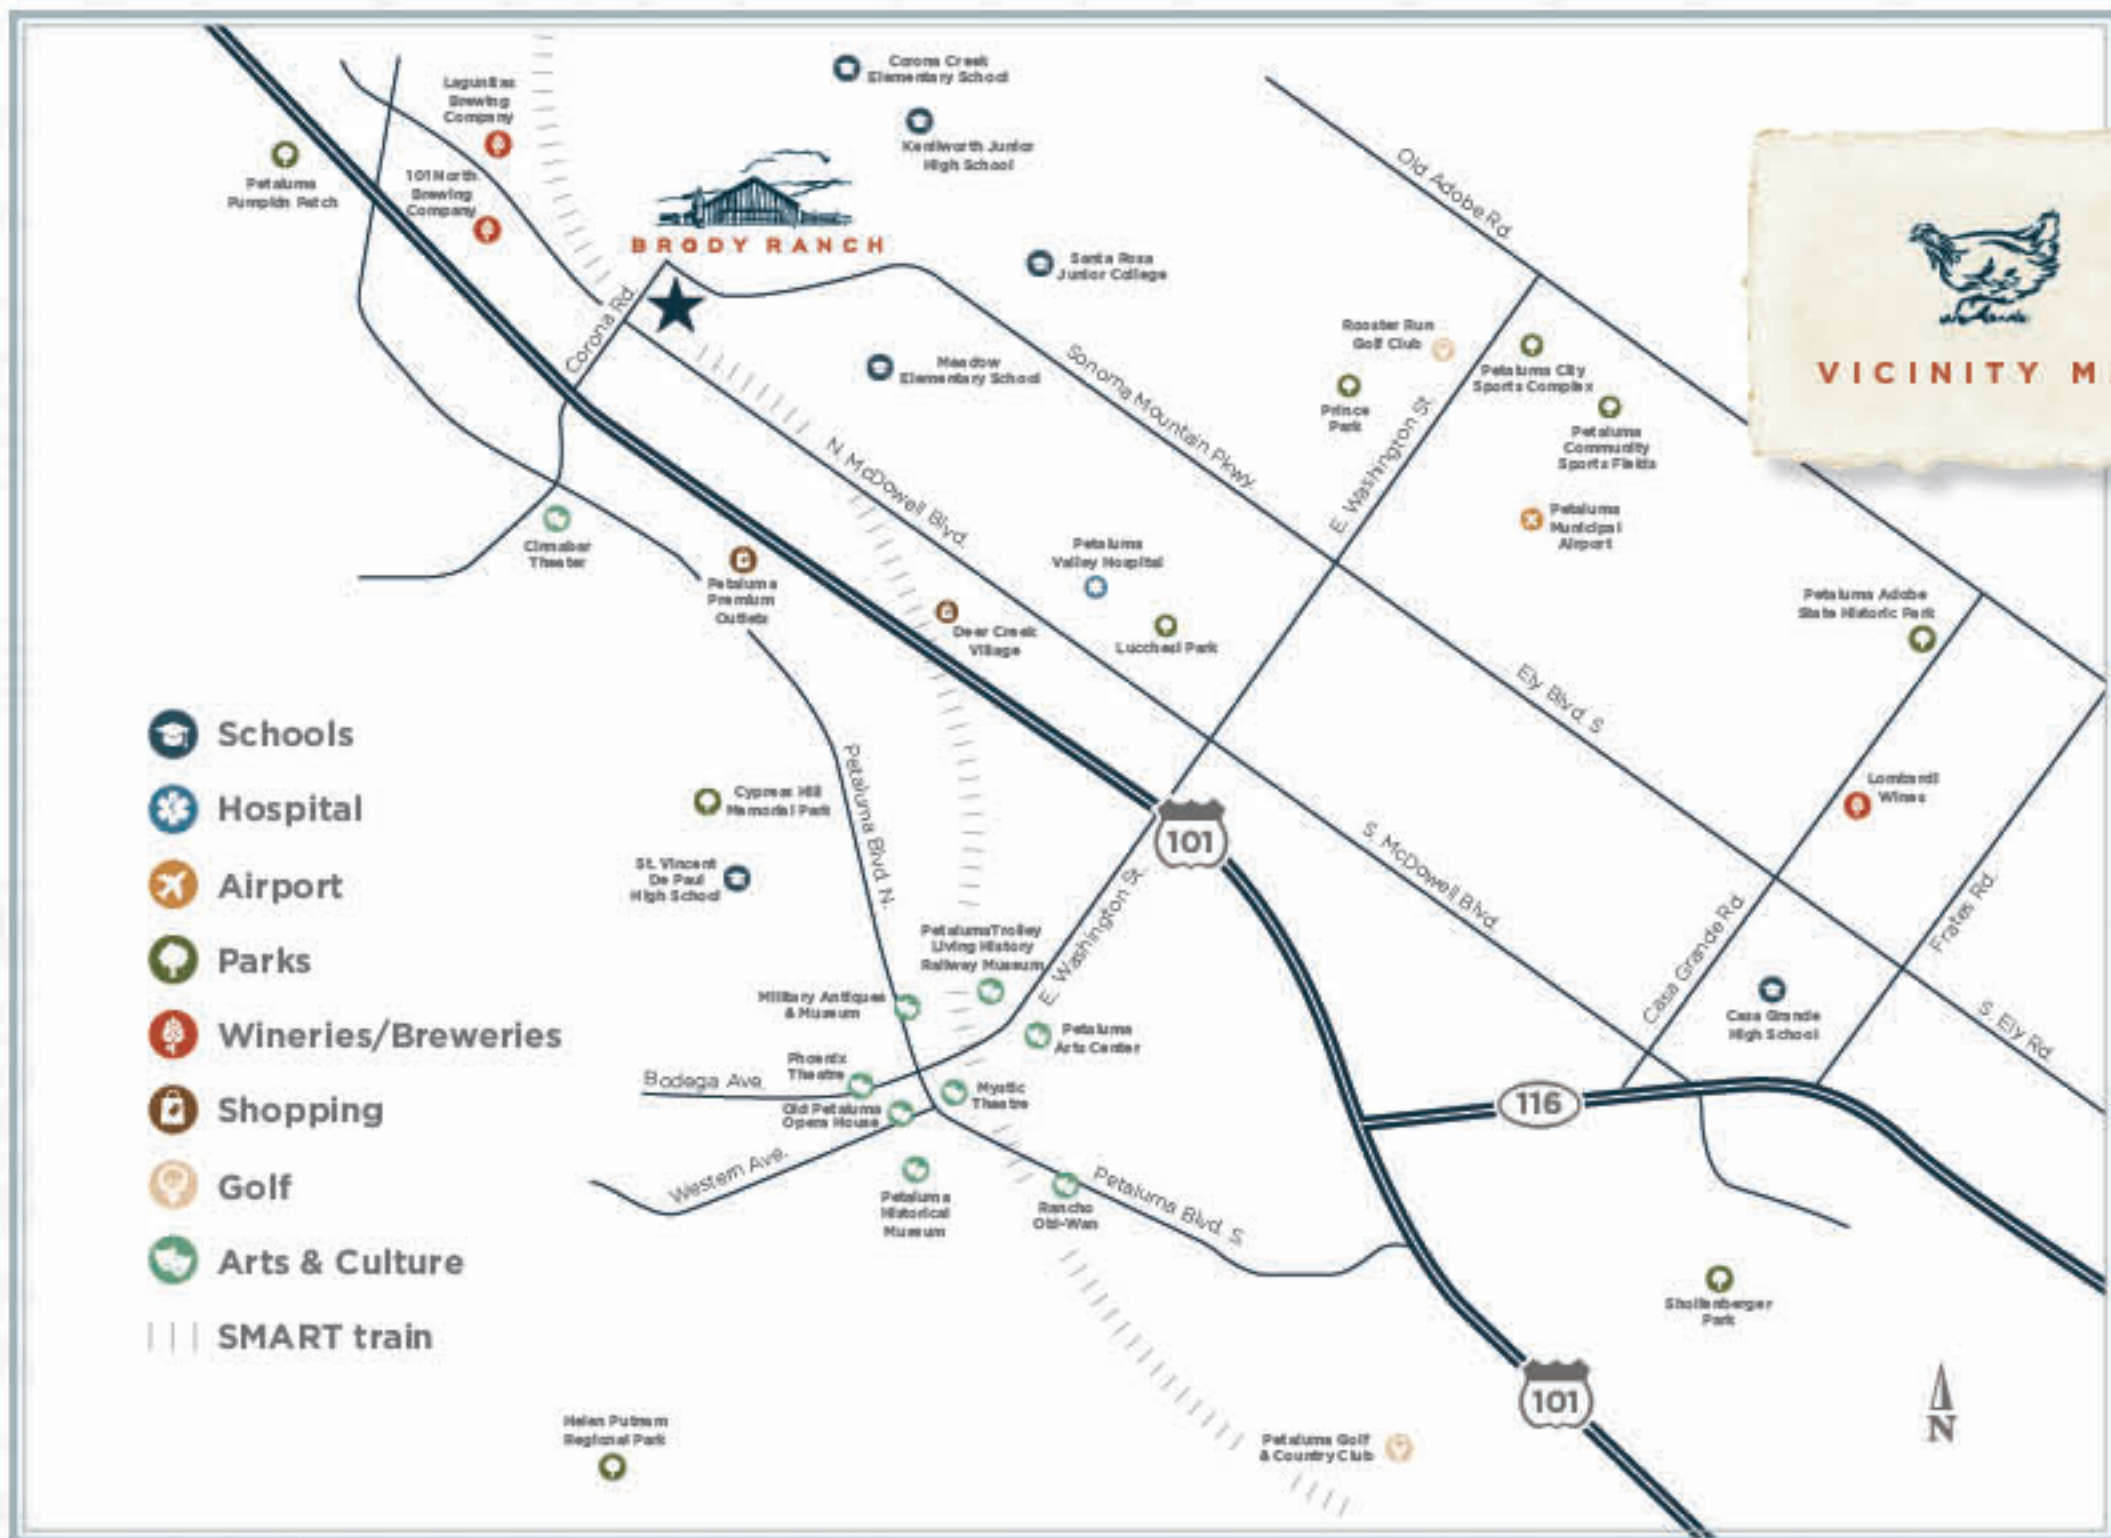 Corona Creek
Elementary School
Lagunitas
Brewing
Company
Kenilworth Junior
High School
Petaluma
Pumpkin Patch
101 North
Brewing
Company
BRODY RANCH
Old Adobe Rd.
VICINITY M
Santa Rosa
Junior College
Corona Rd.
Rooster Run
Golf Club
Petaluma City
Sports Complex
Meadow
Elementary School
Sonoma Mountain Pkwy.
Prince
Park
Petaluma
Community
Sports Fields
E. Washington St.
N. McDowell Blvd.
Petaluma
Municipal
Airport
Cinnabar
Theater
Petaluma
Premium
Outlets
Petaluma
Valley Hospital
Petaluma Adobe
State Historic Park
Deer Creek
Village
Lucchesi Park
Ely Blvd. S
Schools
Hospital
Airport
Parks
Wineries/Breweries
Shopping
Golf
Arts & Culture
SMART train
Petaluma Blvd. N.
Cypress Hill
Memorial Park
Lombardi
Wines
101
St. Vincent
De Paul
High School
S. McDowell Blvd.
Petaluma Trolley
Living History
Railway Museum
E. Washington St.
Casa Grande Rd.
Frates Rd.
Military Antiques
& Museum
Petaluma
Arts Center
Casa Grande
High School
S. Ely Rd.
Phoenix
Theatre
Bodega Ave.
Mystic
Theatre
Old Petaluma
Opera House
116
Western Ave.
Petaluma
Historical
Museum
Rancho
Obi-Wan
Petaluma Blvd. S.
Shollenberger
Park
101
Helen Putnam
Regional Park
Petaluma Golf
& Country Club
N